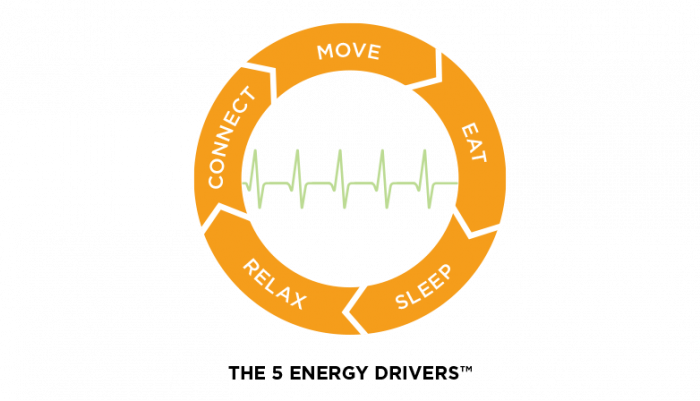 MOVE
EAT
SLEEP
RELAX
CONNECT
THE 5 ENERGY DRIVERS™